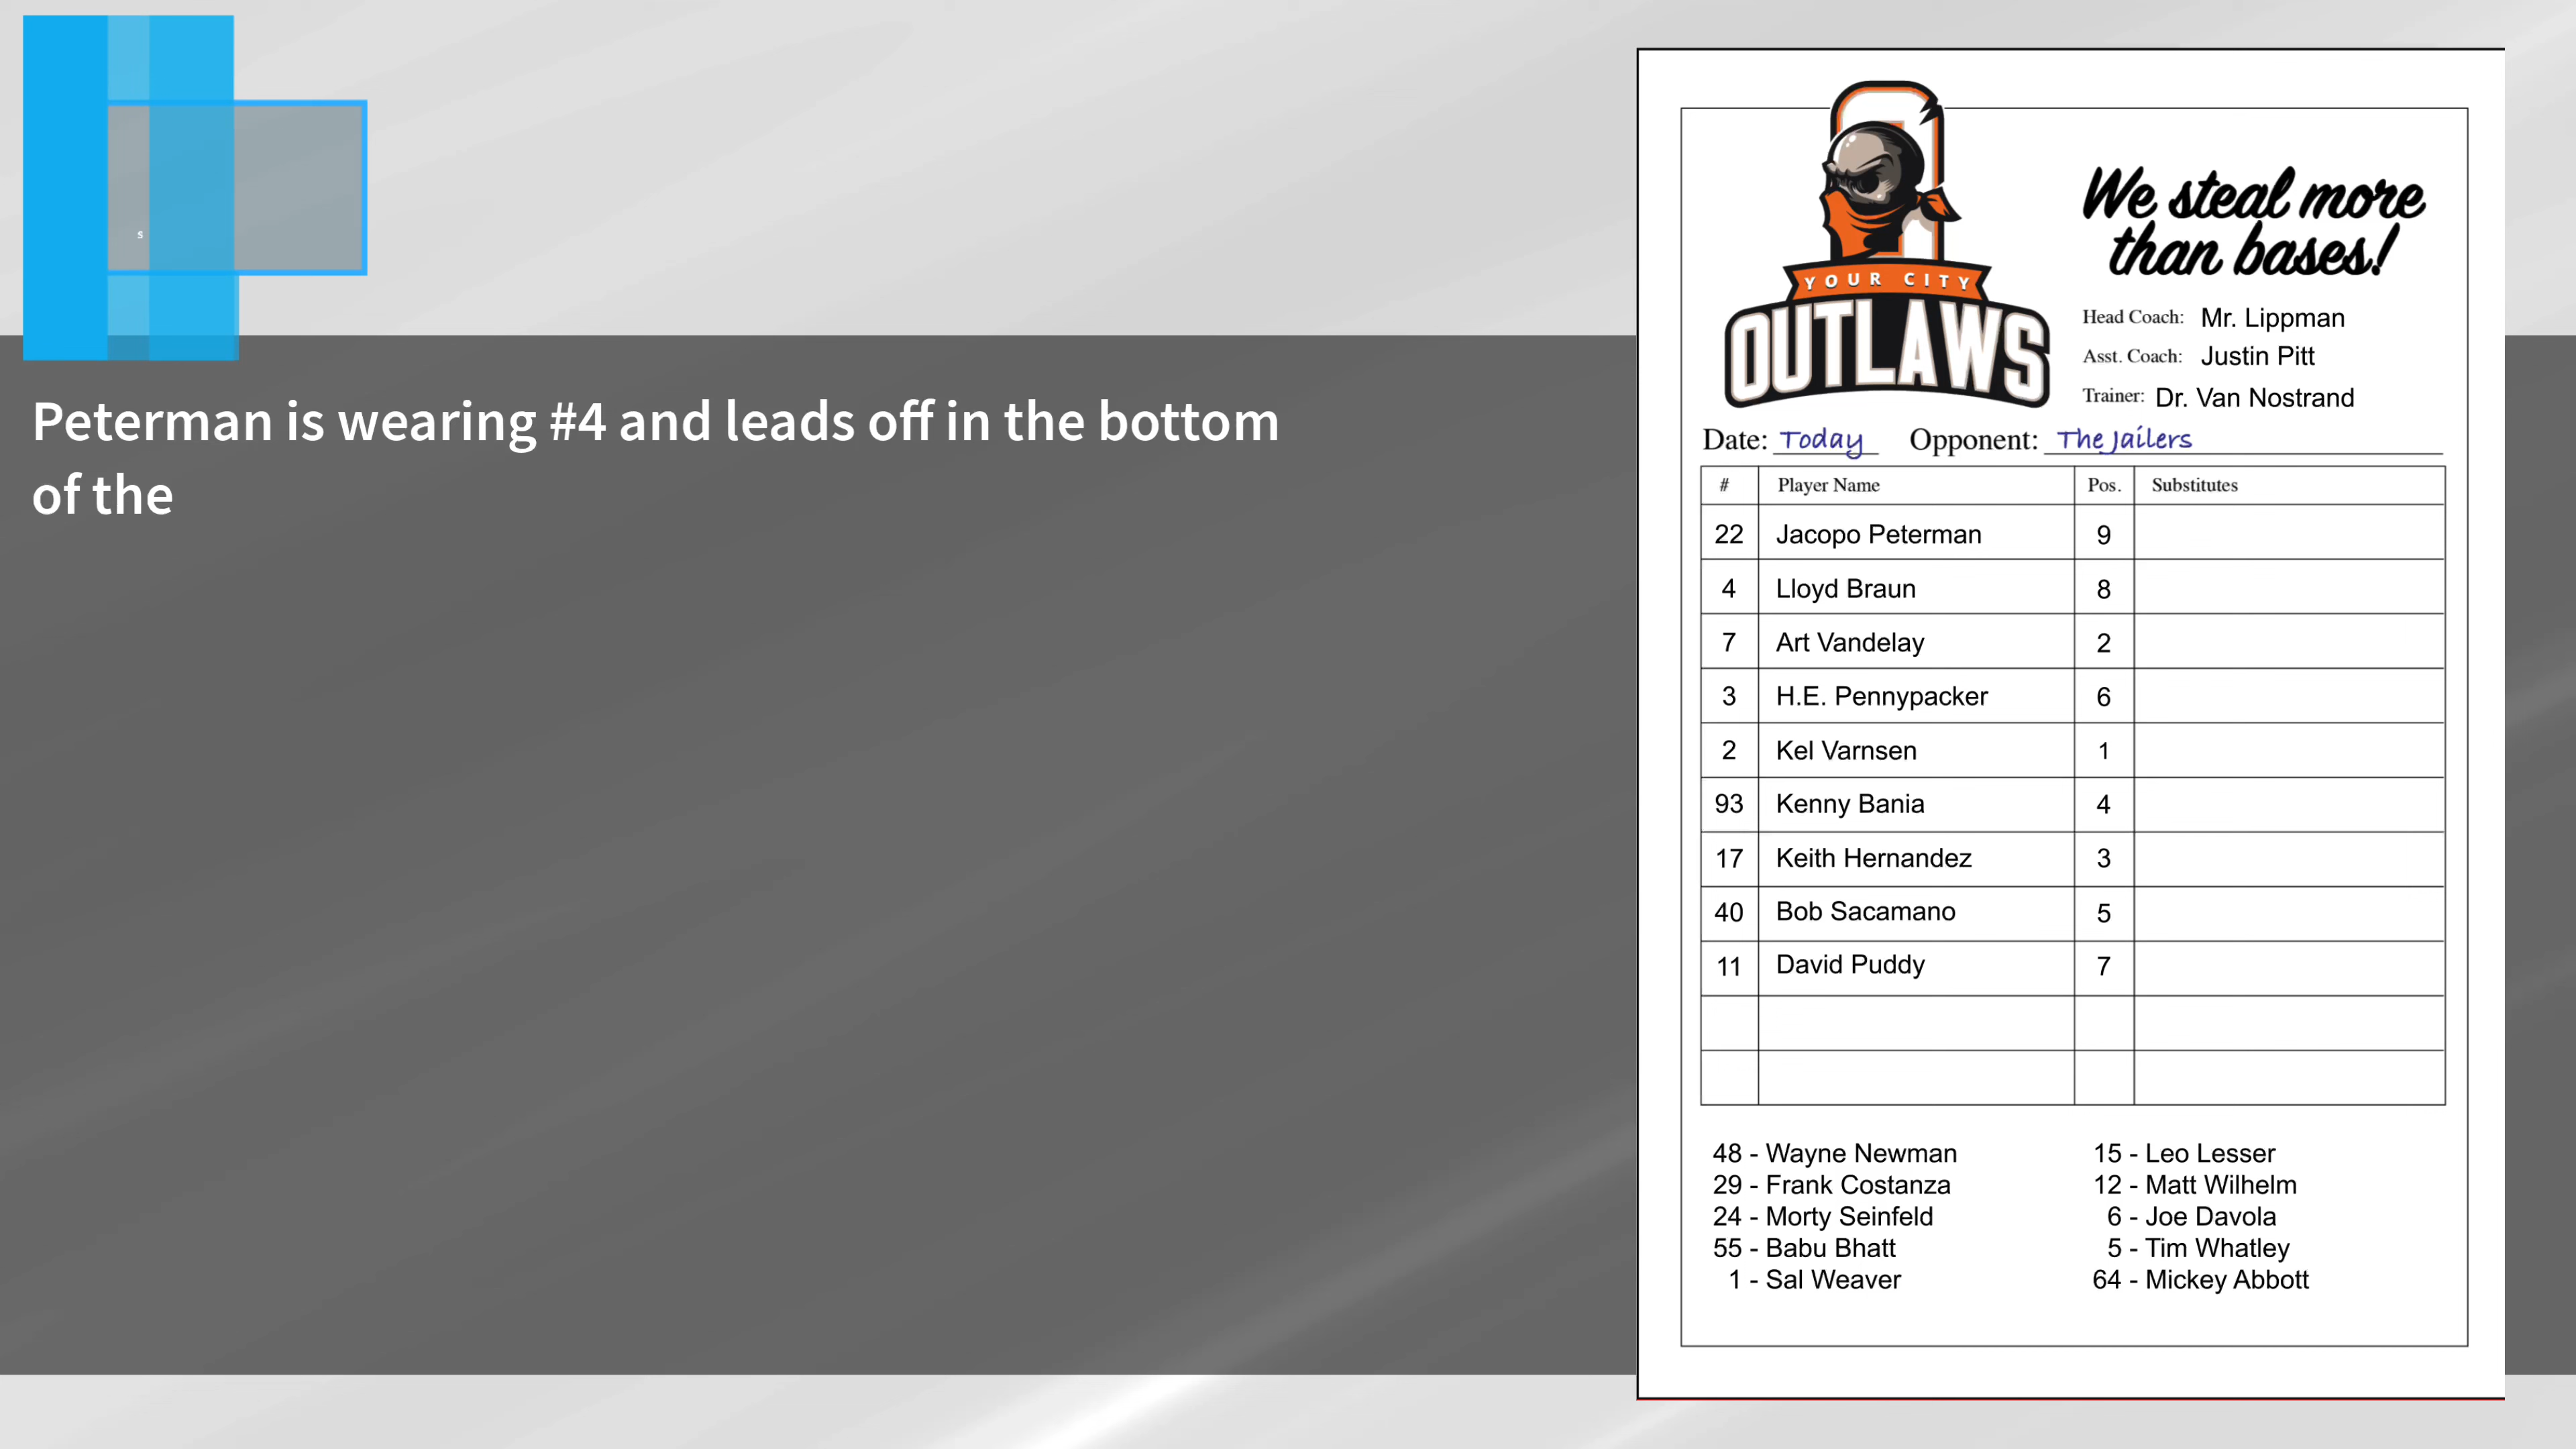 s
Peterman is wearing #4 and leads off in the bottom
of the
We steal more
than bases!
YOUR CITY
OUTLAWS
Head Coach: Mr. Lippman
Asst. Coach: Justin Pitt
Trainer: Dr. Van Nostrand
Date: Today Opponent: The Jailers
# Player Name Pos. Substitutes
22 Jacopo Peterman 9
4 Lloyd Braun 8
7 Art Vandelay 2
3 H.E. Pennypacker 6
2 Kel Varnsen 1
93 Kenny Bania 4
17 Keith Hernandez 3
40 Bob Sacamano 5
11 David Puddy 7
48 - Wayne Newman 15 - Leo Lesser
29 - Frank Costanza 12 - Matt Wilhelm
24 - Morty Seinfeld 6 - Joe Davola
55 - Babu Bhatt 5 - Tim Whatley
1 - Sal Weaver 64 - Mickey Abbott